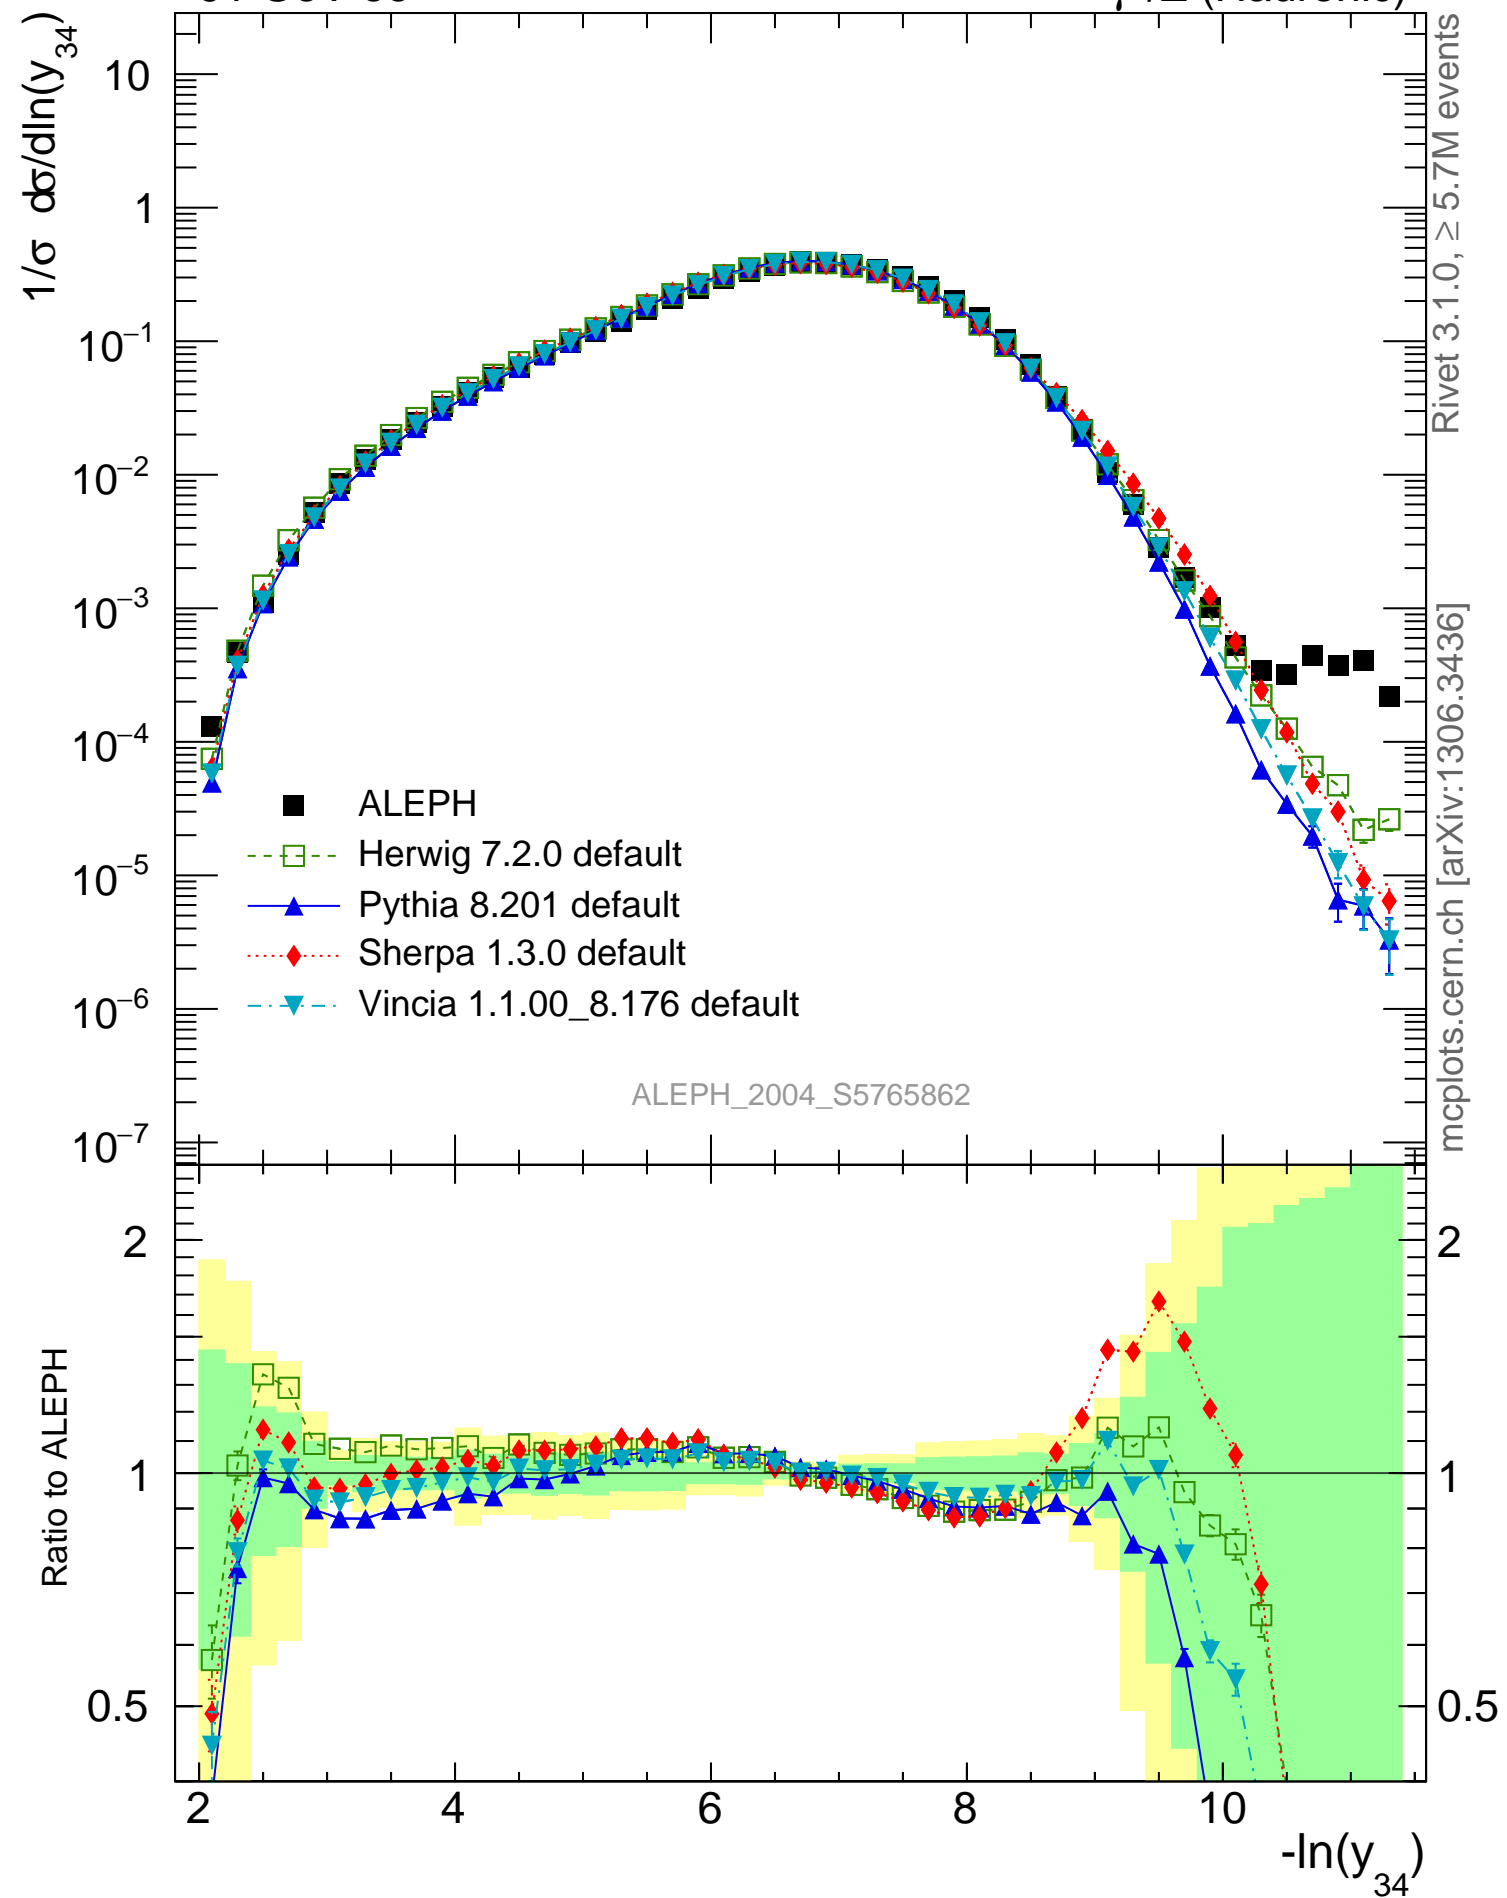 1/σ dσ/dln(y34)
10
1
10−1
10−2
10−3
10−4
10−5
10−6
10−7
ALEPH
Herwig 7.2.0 default
Pythia 8.201 default
Sherpa 1.3.0 default
Vincia 1.1.00_8.176 default
ALEPH_2004_S5765862
Rivet 3.1.0, ≥ 5.7M events
mcplots.cern.ch [arXiv:1306.3436]
Ratio to ALEPH
2
1
0.5
2
1
0.5
2
4
6
8
10
-ln(y34)